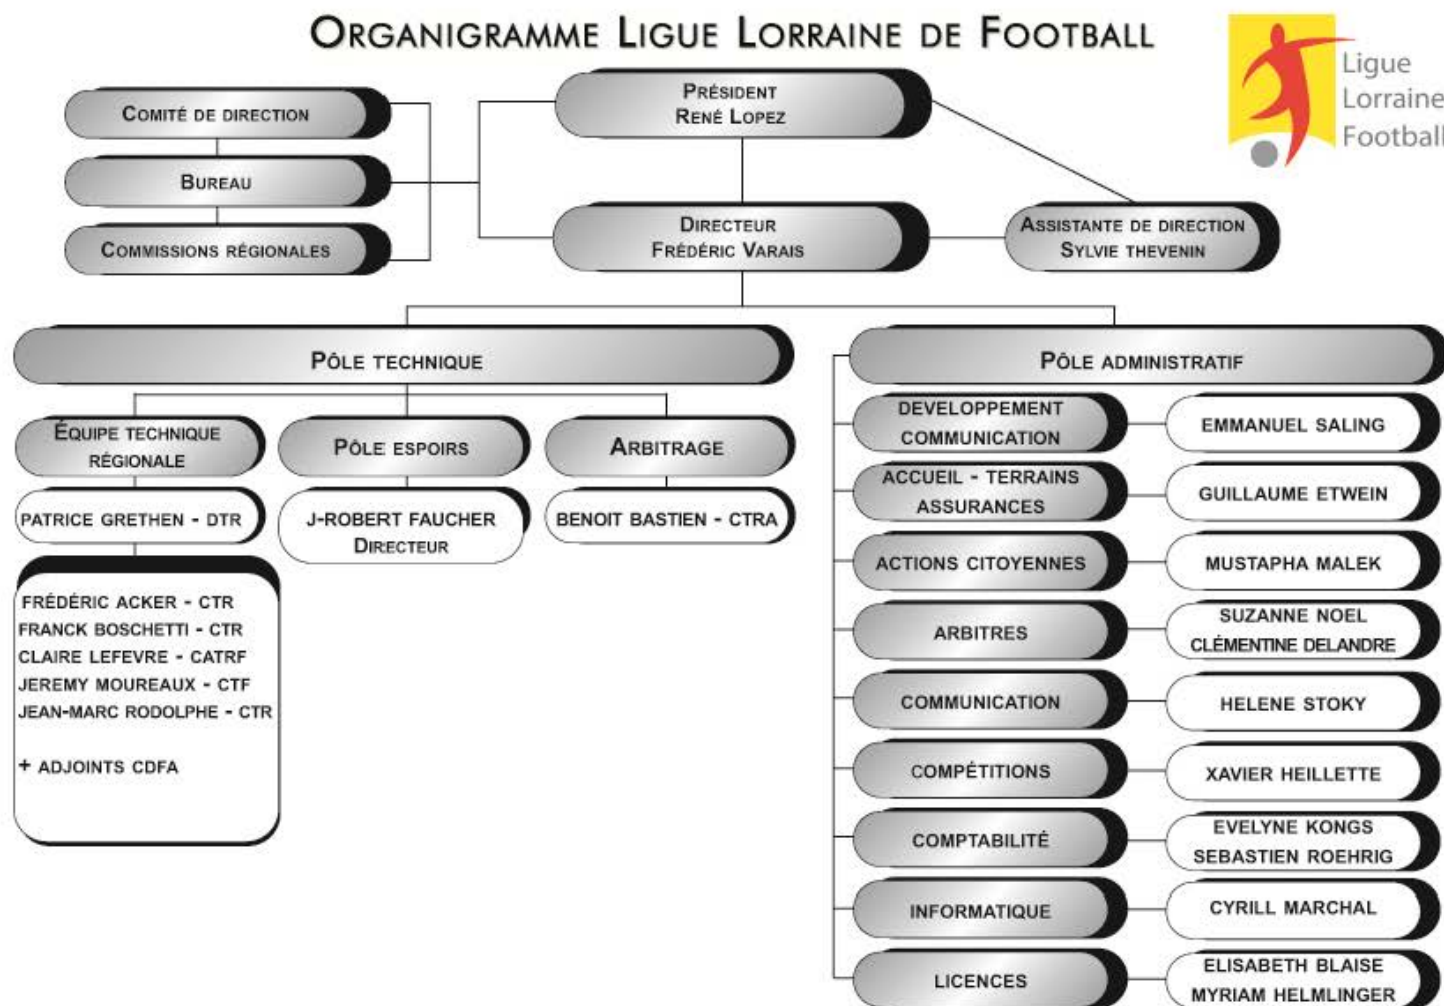 ORGANIGRAMME LIGUE LORRAINE DE FOOTBALL
Ligue
Lorraine
Football
COMITÉ DE DIRECTION
BUREAU
COMMISSIONS RÉGIONALES
PRÉSIDENT
RENÉ LOPEZ
DIRECTEUR
FRÉDÉRIC VARAIS
ASSISTANTE DE DIRECTION
SYLVIE THEVENIN
PÔLE TECHNIQUE
ÉQUIPE TECHNIQUE
RÉGIONALE
PATRICE GRETHEN - DTR
FRÉDÉRIC ACKER - CTR
FRANCK BOSCHETTI - CTR
CLAIRE LEFEVRE - CATRF
JEREMY MOUREAUX - CTF
JEAN-MARC RODOLPHE - CTR
+ ADJOINTS CDFA
PÔLE ESPOIRS
J-ROBERT FAUCHER
DIRECTEUR
ARBITRAGE
BENOIT BASTIEN - CTRA
PÔLE ADMINISTRATIF
DEVELOPPEMENT
COMMUNICATION
EMMANUEL SALING
ACCUEIL - TERRAINS
ASSURANCES
GUILLAUME ETWEIN
ACTIONS CITOYENNES
MUSTAPHA MALEK
ARBITRES
SUZANNE NOEL
CLÉMENTINE DELANDRE
COMMUNICATION
HELENE STOKY
COMPÉTITIONS
XAVIER HEILLETTE
COMPTABILITÉ
EVELYNE KONGS
SEBASTIEN ROEHRIG
INFORMATIQUE
CYRILL MARCHAL
LICENCES
ELISABETH BLAISE
MYRIAM HELMLINGER